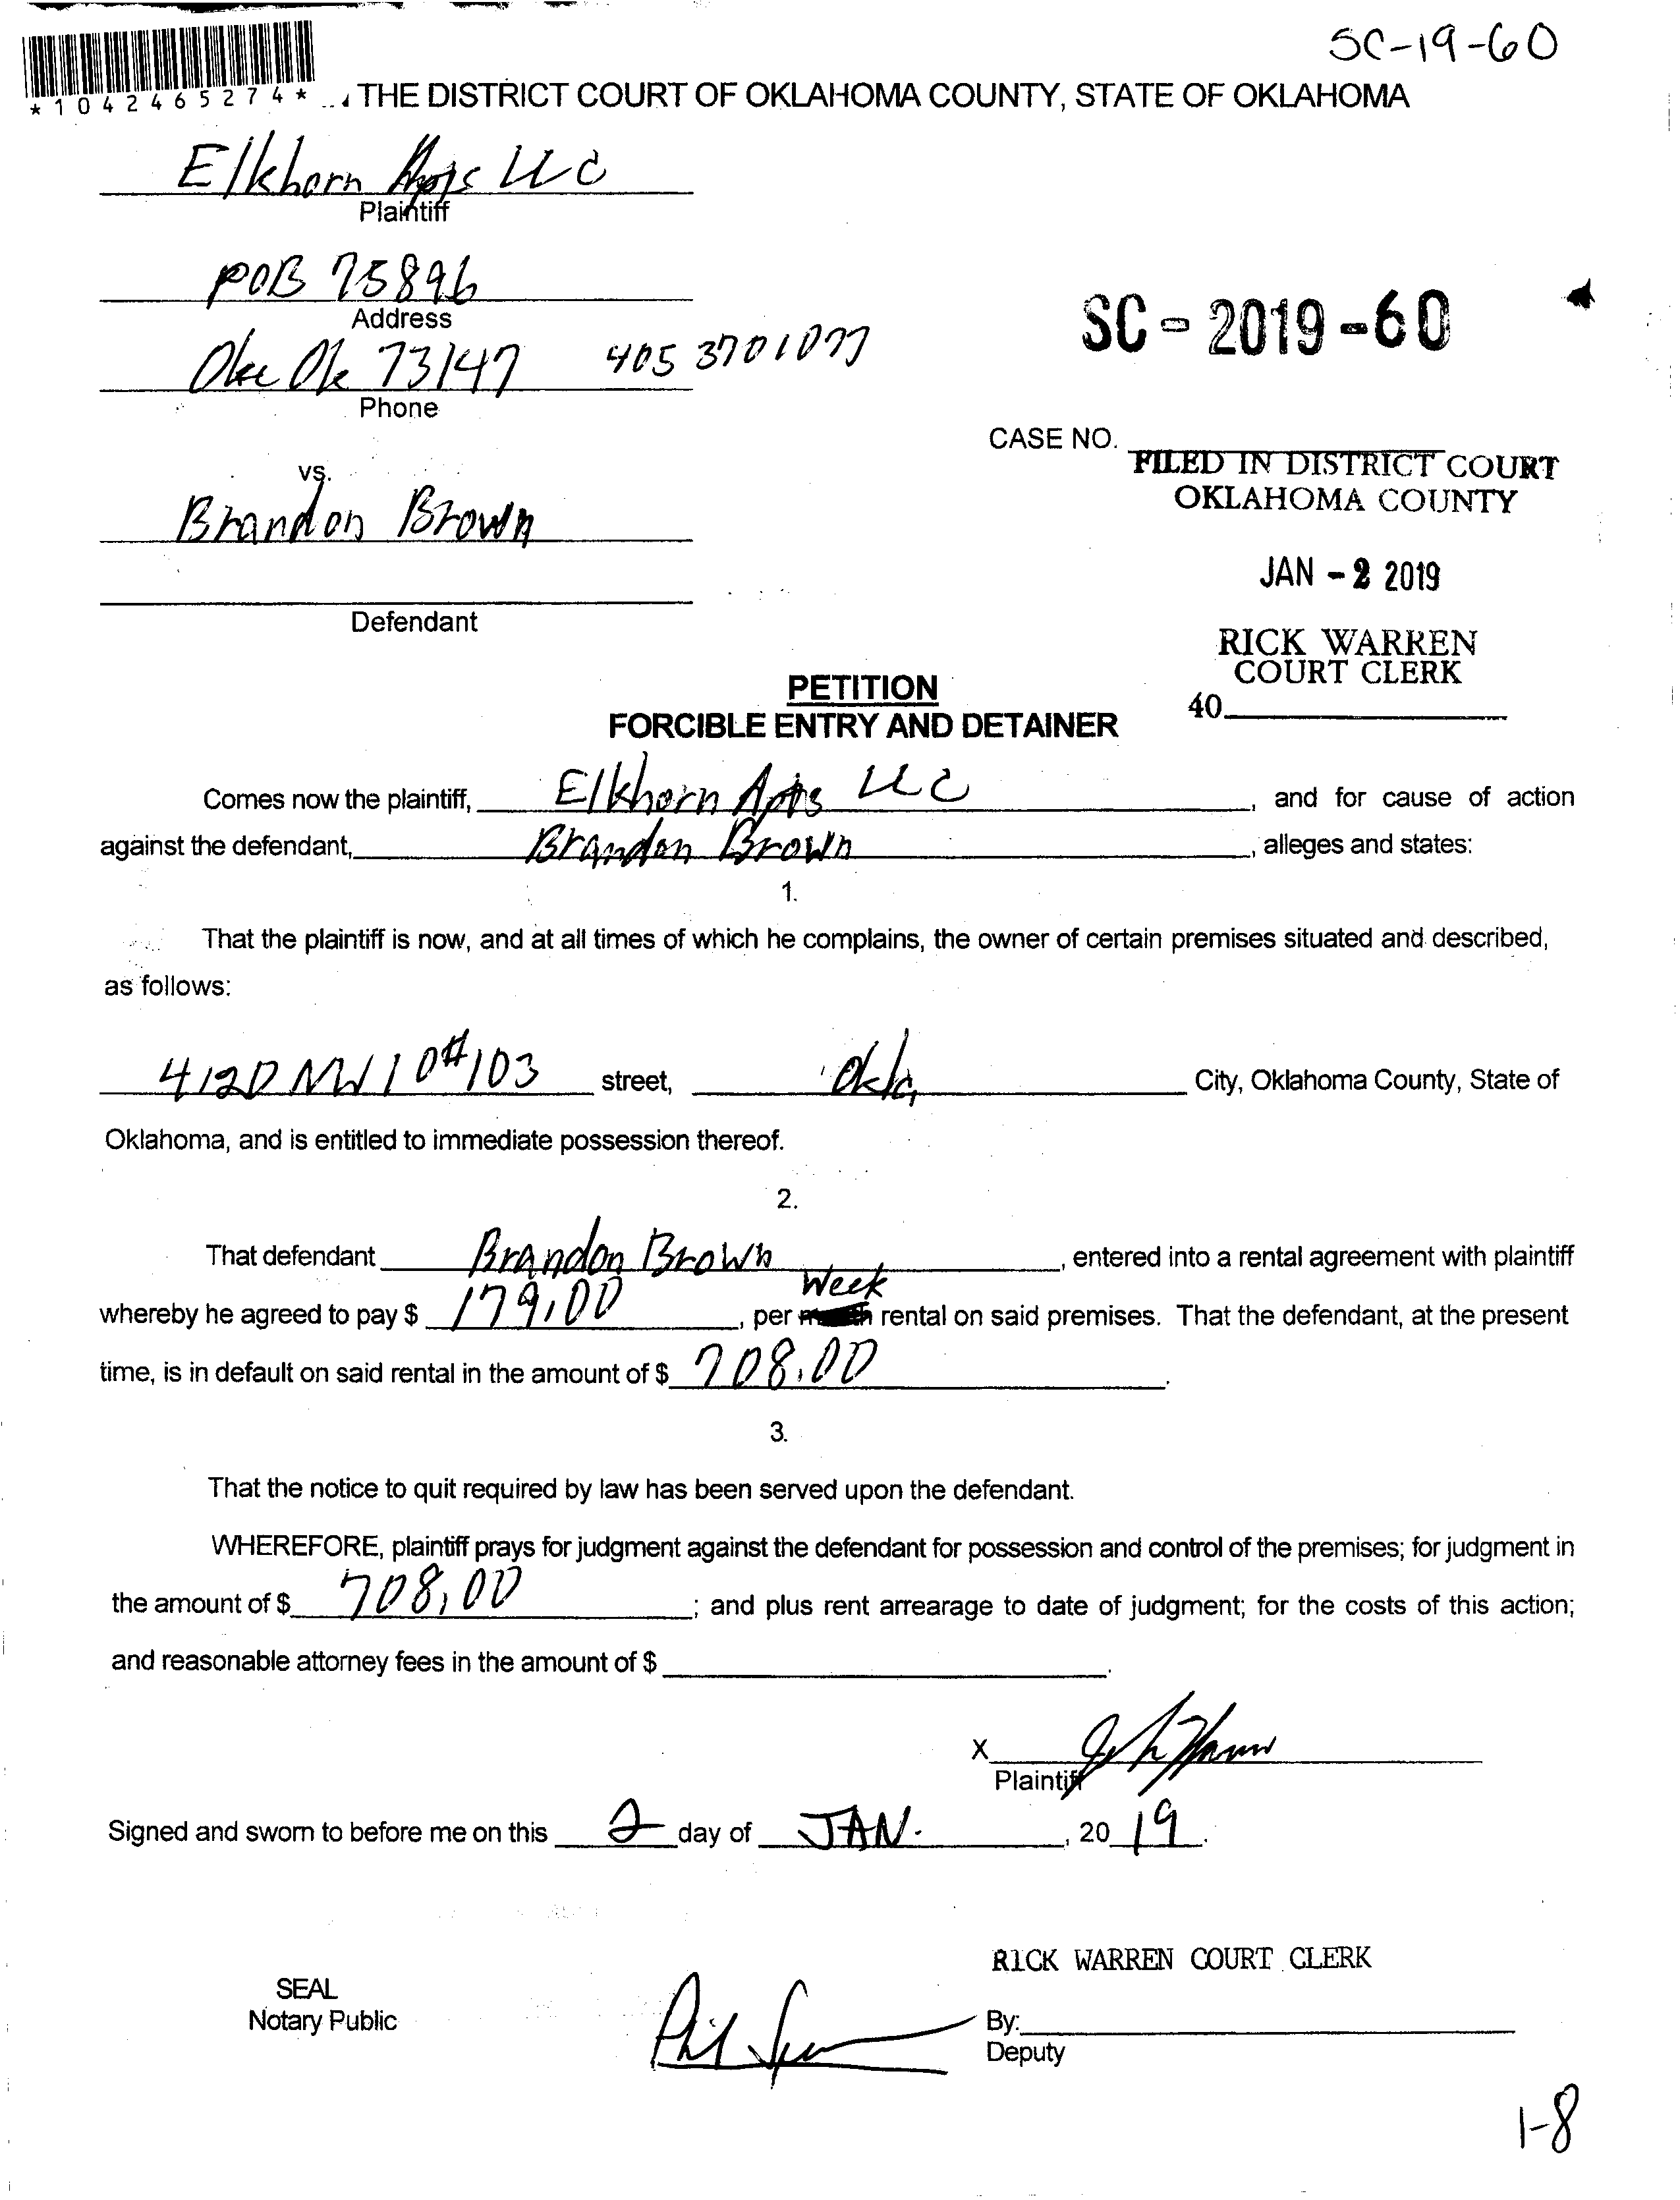 SC-19-60
*1042465274*
THE DISTRICT COURT OF OKLAHOMA COUNTY, STATE OF OKLAHOMA
Elkhorn Apts LLC
Plaintiff
POB 75896
Address
Okc Ok 73147 405 3701077
Phone
SC-2019-60
CASE NO.
FILED IN DISTRICT COURT
OKLAHOMA COUNTY
vs.
Brandon Brown
JAN -2 2019
Defendant
RICK WARREN
COURT CLERK
40
PETITION
FORCIBLE ENTRY AND DETAINER
Comes now the plaintiff, Elkhorn Apts LLC, and for cause of action
against the defendant, Brandon Brown, alleges and states:
1.
That the plaintiff is now, and at all times of which he complains, the owner of certain premises situated and described,
as follows:
4120 NW 10 #103 street, Okla, City, Oklahoma County, State of
Oklahoma, and is entitled to immediate possession thereof.
2.
That defendant Brandon Brown, entered into a rental agreement with plaintiff
Week
whereby he agreed to pay $ 179.00, per rental on said premises. That the defendant, at the present
time, is in default on said rental in the amount of $ 708.00.
3.
That the notice to quit required by law has been served upon the defendant.
WHEREFORE, plaintiff prays for judgment against the defendant for possession and control of the premises; for judgment in
the amount of $ 708.00; and plus rent arrearage to date of judgment; for the costs of this action;
and reasonable attorney fees in the amount of $.
X
Plaintiff
Signed and sworn to before me on this 2 day of JAN., 20 19.
RICK WARREN COURT CLERK
SEAL
Notary Public
By:
Deputy
1-8